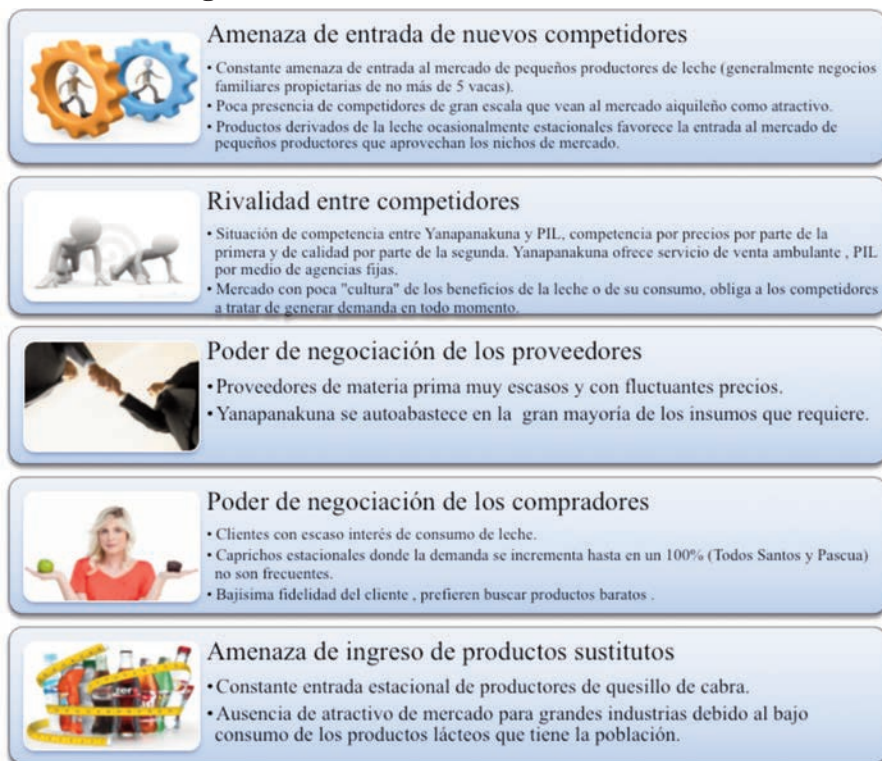 Amenaza de entrada de nuevos competidores
• Constante amenaza de entrada al mercado de pequeños productores de leche (generalmente negocios
familiares propietarias de no más de 5 vacas).
• Poca presencia de competidores de gran escala que vean al mercado aiquileño como atractivo.
• Productos derivados de la leche ocasionalmente estacionales favorece la entrada al mercado de
pequeños productores que aprovechan los nichos de mercado.
Rivalidad entre competidores
• Situación de competencia entre Yanapanakuna y PIL, competencia por precios por parte de la
primera y de calidad por parte de la segunda. Yanapanakuna ofrece servicio de venta ambulante , PIL
por medio de agencias fijas.
• Mercado con poca "cultura" de los beneficios de la leche o de su consumo, obliga a los competidores
a tratar de generar demanda en todo momento.
Poder de negociación de los proveedores
• Proveedores de materia prima muy escasos y con fluctuantes precios.
• Yanapanakuna se autoabastece en la gran mayoría de los insumos que requiere.
Poder de negociación de los compradores
• Clientes con escaso interés de consumo de leche.
• Caprichos estacionales donde la demanda se incrementa hasta en un 100% (Todos Santos y Pascua)
no son frecuentes.
• Bajísima fidelidad del cliente , prefieren buscar productos baratos .
Amenaza de ingreso de productos sustitutos
• Constante entrada estacional de productores de quesillo de cabra.
• Ausencia de atractivo de mercado para grandes industrias debido al bajo
consumo de los productos lácteos que tiene la población.